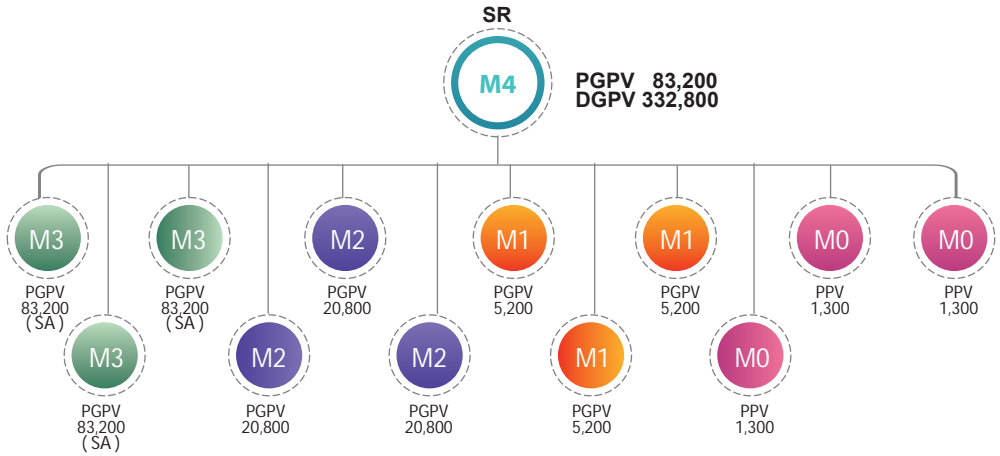 SR
M4
PGPV 83,200
DGPV 332,800
M3
PGPV
83,200
( SA )
M3
PGPV
83,200
( SA )
M2
PGPV
20,800
M1
PGPV
5,200
M1
PGPV
5,200
M0
PPV
1,300
M0
PPV
1,300
M3
PGPV
83,200
( SA )
M2
PGPV
20,800
M2
PGPV
20,800
M1
PGPV
5,200
M0
PPV
1,300